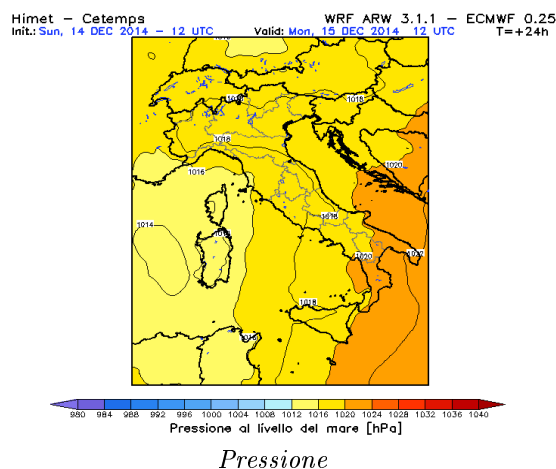 Himet – Cetemps WRF ARW 3.1.1 – ECMWF 0.25
Init.: Sun, 14 DEC 2014 – 12 UTC Valid: Mon, 15 DEC 2014 12 UTC T=+24h
1018
1018
1020
1016
1014
1018
1022
1020
1018
980 984 988 992 996 1000 1004 1008 1012 1016 1020 1024 1028 1032 1036 1040
Pressione al livello del mare [hPa]
Pressione